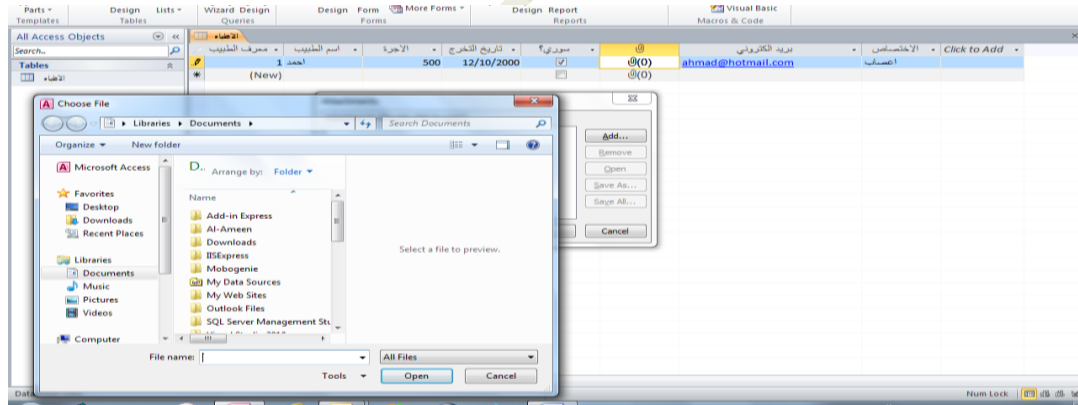 Parts Design Lists Wizard Design Design Form More Forms Design Report Visual Basic
Templates Tables Queries Forms Reports Macros & Code
All Access Objects
Search..
Tables
الأطباء
الأطباء
معرف الطبيب اسم الطبيب الأجرة تاريخ التخرج سوري؟ بريد الكتروني الاختصاص Click to Add
1 احمد 500 12/10/2000 (0) ahmad@hotmail.com اعصاب
(New) (0)
Attachments
Add...
Remove
Open
Save As...
Save All...
Cancel
Choose File
Libraries Documents
Search Documents
Organize New folder
Microsoft Access
Favorites
Desktop
Downloads
Recent Places
Libraries
Documents
Music
Pictures
Videos
Computer
D.. Arrange by: Folder
Name
Add-in Express
Al-Ameen
Downloads
IISExpress
Mobogenie
My Data Sources
My Web Sites
Outlook Files
SQL Server Management Stu
Select a file to preview.
File name: All Files
Tools Open Cancel
Num Lock